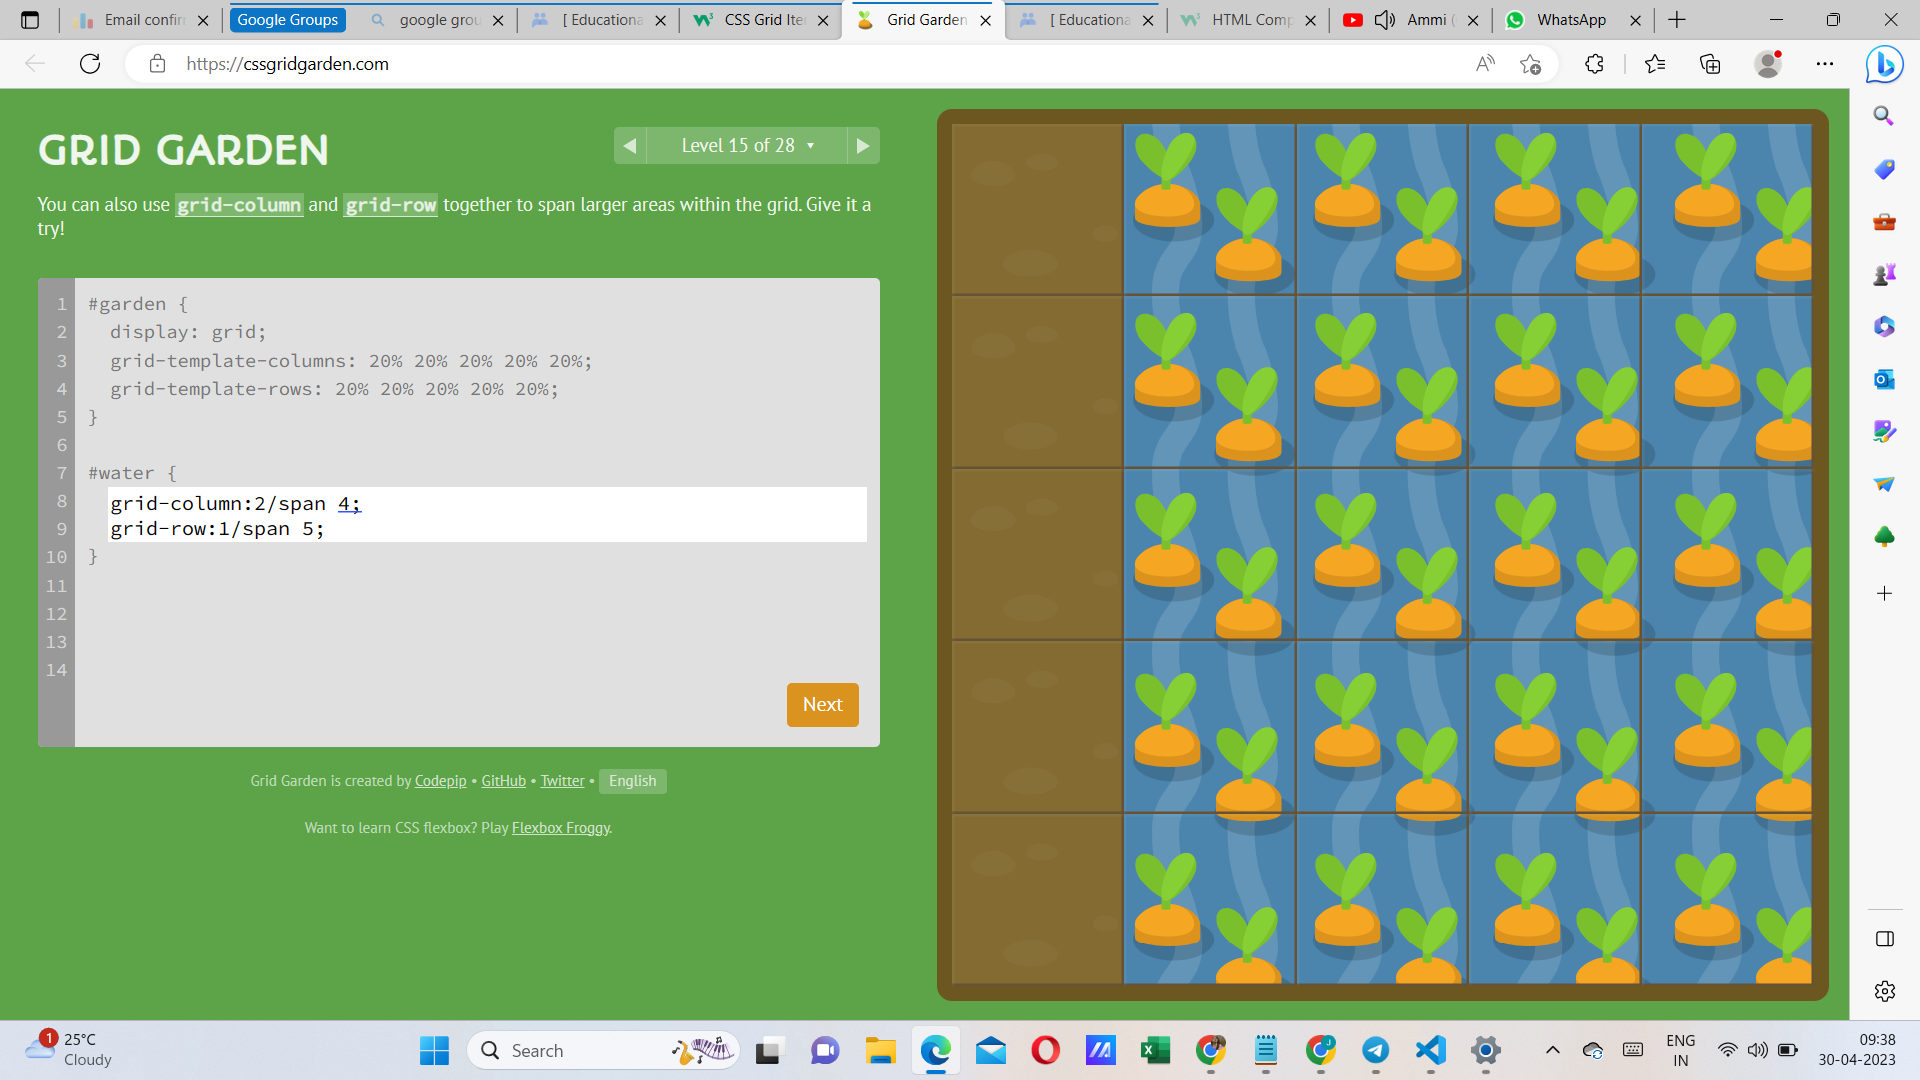 Email confir
Google Groups
google grou
[ Educationa
CSS Grid Ite
Grid Garden
[ Educationa
HTML Comp
Ammi (
WhatsApp
https://cssgridgarden.com
GRID GARDEN
Level 15 of 28
You can also use grid-column and grid-row together to span larger areas within the grid. Give it a
try!
1 #garden {
2 display: grid;
3 grid-template-columns: 20% 20% 20% 20% 20%;
4 grid-template-rows: 20% 20% 20% 20% 20%;
5 }
6
7 #water {
8 grid-column:2/span 4;
9 grid-row:1/span 5;
10 }
11
12
13
14
Next
Grid Garden is created by Codepip • GitHub • Twitter • English
Want to learn CSS flexbox? Play Flexbox Froggy.
1
25°C
Cloudy
Search
ENG
IN
09:38
30-04-2023